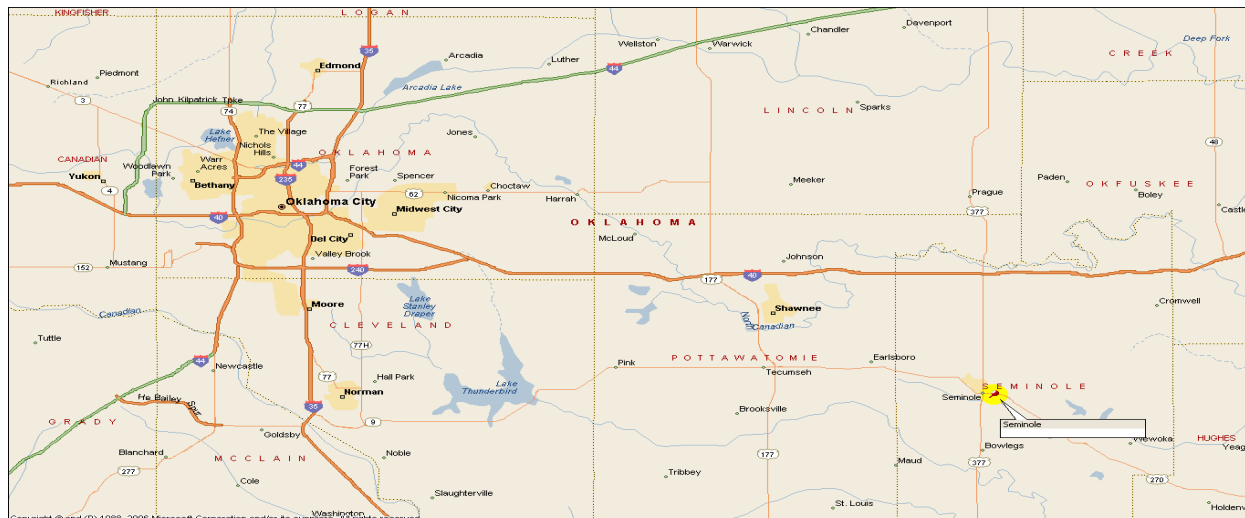 KINGFISHER
LOGAN
Davenport
Chandler
Wellston
Warwick
Deep Fork
CREEK
35
Edmond
Arcadia
Luther
44
Piedmont
Richland
3
Arcadia Lake
John Kilpatrick Tpke
77
74
LINCOLN
Sparks
Lake
Hefner
The Village
Nichols
Hills
Jones
48
CANADIAN
OKLAHOMA
Woodlawn
Park
Warr
Acres
44
Forest
Park
Yukon
4
Bethany
235
Spencer
62
Choctaw
Nicoma Park
Harrah
Meeker
Prague
Paden
OKFUSKEE
Boley
Oklahoma City
Midwest City
40
377
Castle
OKLAHOMA
Del City
McLoud
Valley Brook
152
Mustang
240
Johnson
177
40
Moore
Lake
Stanley
Draper
Shawnee
Cromwell
Canadian
CLEVELAND
North
Canadian
Tuttle
77H
44
Newcastle
77
Hall Park
Pink
POTTAWATOMIE
Tecumseh
Earlsboro
Norman
Lake
Thunderbird
SEMINOLE
Seminole
He Bailey
Spur
35
9
Brooksville
Seminole
GRADY
Goldsby
Wewoka
HUGHES
Blanchard
MCCLAIN
Noble
177
Bowlegs
377
Yeag
277
Cole
Tribbey
Maud
270
Slaughterville
St. Louis
Holdenv
Washington